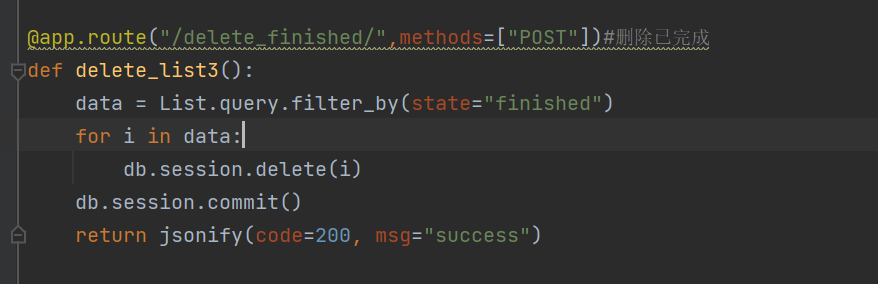 @app.route("/delete_finished/",methods=["POST"])#删除已完成
def delete_list3():
    data = List.query.filter_by(state="finished")
    for i in data:
        db.session.delete(i)
    db.session.commit()
    return jsonify(code=200, msg="success")